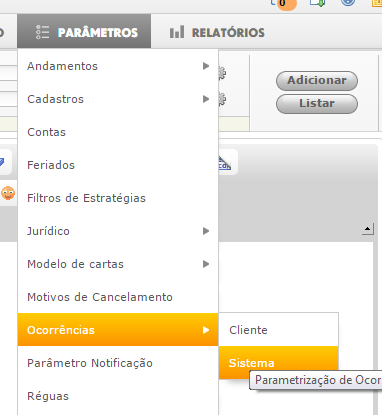 0
O PARÂMETROS RELATÓRIOS
Andamentos
Adicionar
Cadastros
Listar
Contas
Feriados
Filtros de Estratégias
Jurídico
Modelo de cartas
Motivos de Cancelamento
Ocorrências
Cliente
Parâmetro Notificação
Sistema
Parametrização de Ocor
Réguas